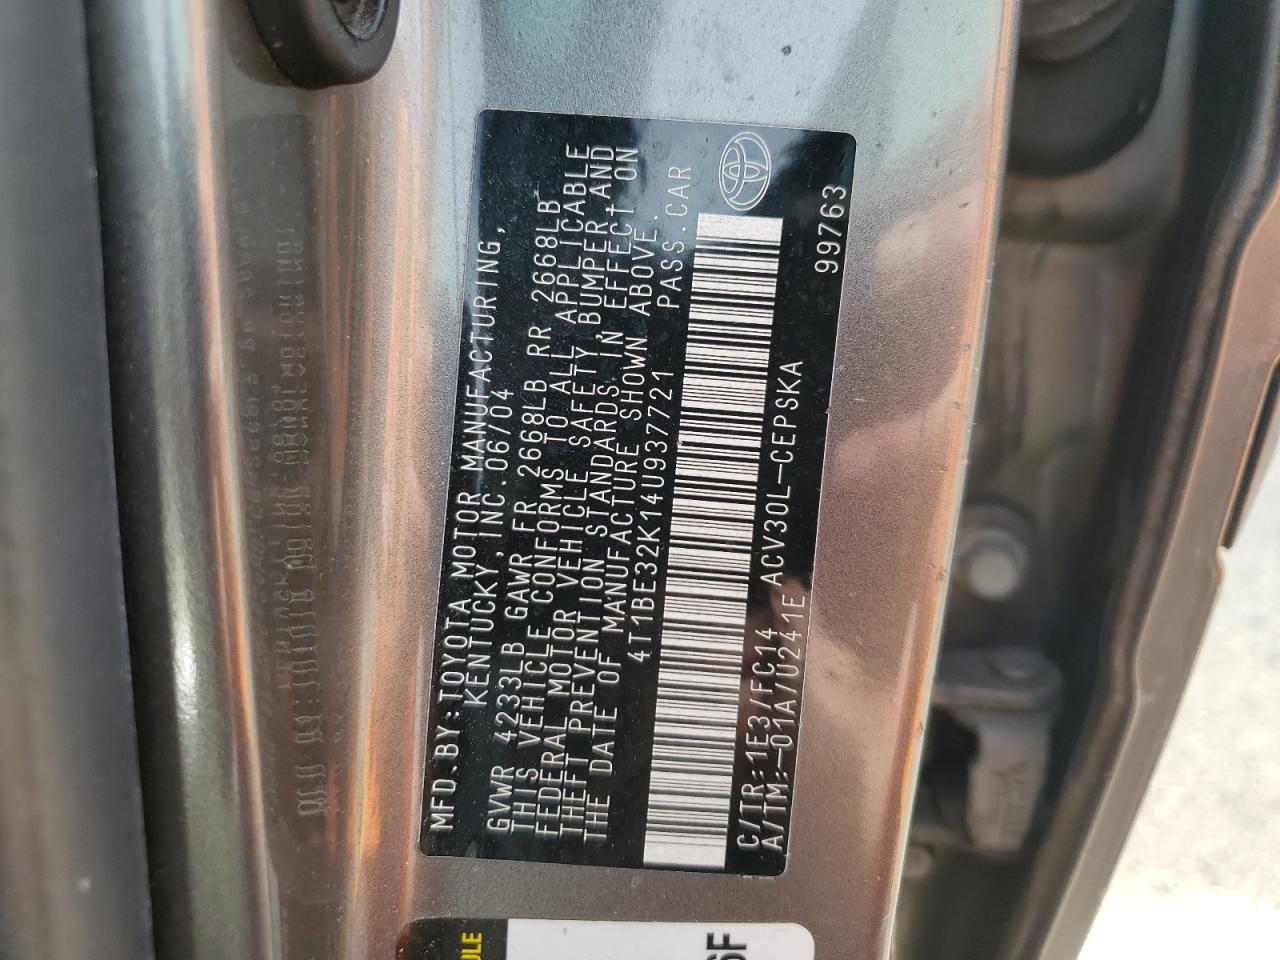 MFD.BY:TOYOTA MOTOR MANUFACTURING,
KENTUCKY,INC.06/04
GVWR 4233LB GAWR FR 2668LB RR 2668LB
THIS VEHICLE CONFORMS TO ALL APPLICABLE
FEDERAL MOTOR VEHICLE SAFETY,BUMPER,AND
THEFT PREVENTION STANDARDS IN EFFECT ON
THE DATE OF MANUFACTURE SHOWN ABOVE.
4T1BE32K14U937721 PASS.CAR
C/TR:1E3/FC14 ACV30L-CEPSKA
A/TM:-01A/U241E 99763